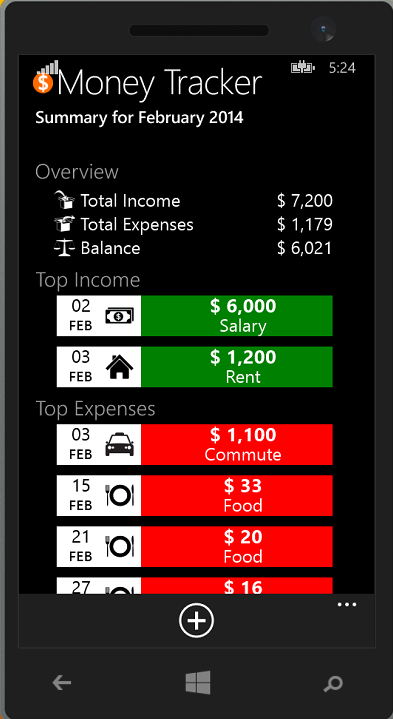 5:24
Money Tracker
Summary for February 2014
Overview
Total Income $ 7,200
Total Expenses $ 1,179
Balance $ 6,021
Top Income
02 FEB $ 6,000 Salary
03 FEB $ 1,200 Rent
Top Expenses
03 FEB $ 1,100 Commute
15 FEB $ 33 Food
21 FEB $ 20 Food
27 $ 16